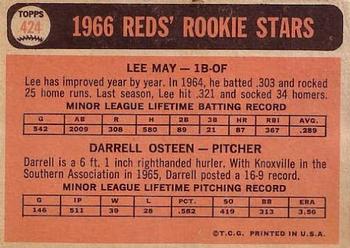 TOPPS
424
1966 REDS' ROOKIE STARS
LEE MAY — 1B-OF
Lee has improved year by year. In 1964, he batted .303 and rocked
25 home runs. Last season, Lee hit .321 and socked 34 homers.
MINOR LEAGUE LIFETIME BATTING RECORD
G AB R H 2B 3B HR RBI AVG.
542 2009 308 580 89 21 87 367 .289
DARRELL OSTEEN — PITCHER
Darrell is a 6 ft. 1 inch righthanded hurler. With Knoxville in the
Southern Association in 1965, Darrell posted a 16-9 record.
MINOR LEAGUE LIFETIME PITCHING RECORD
G IP W L PCT. SO BB ERA
146 511 39 28 .582 419 313 3.50
©T.C.G. PRINTED IN U.S.A.